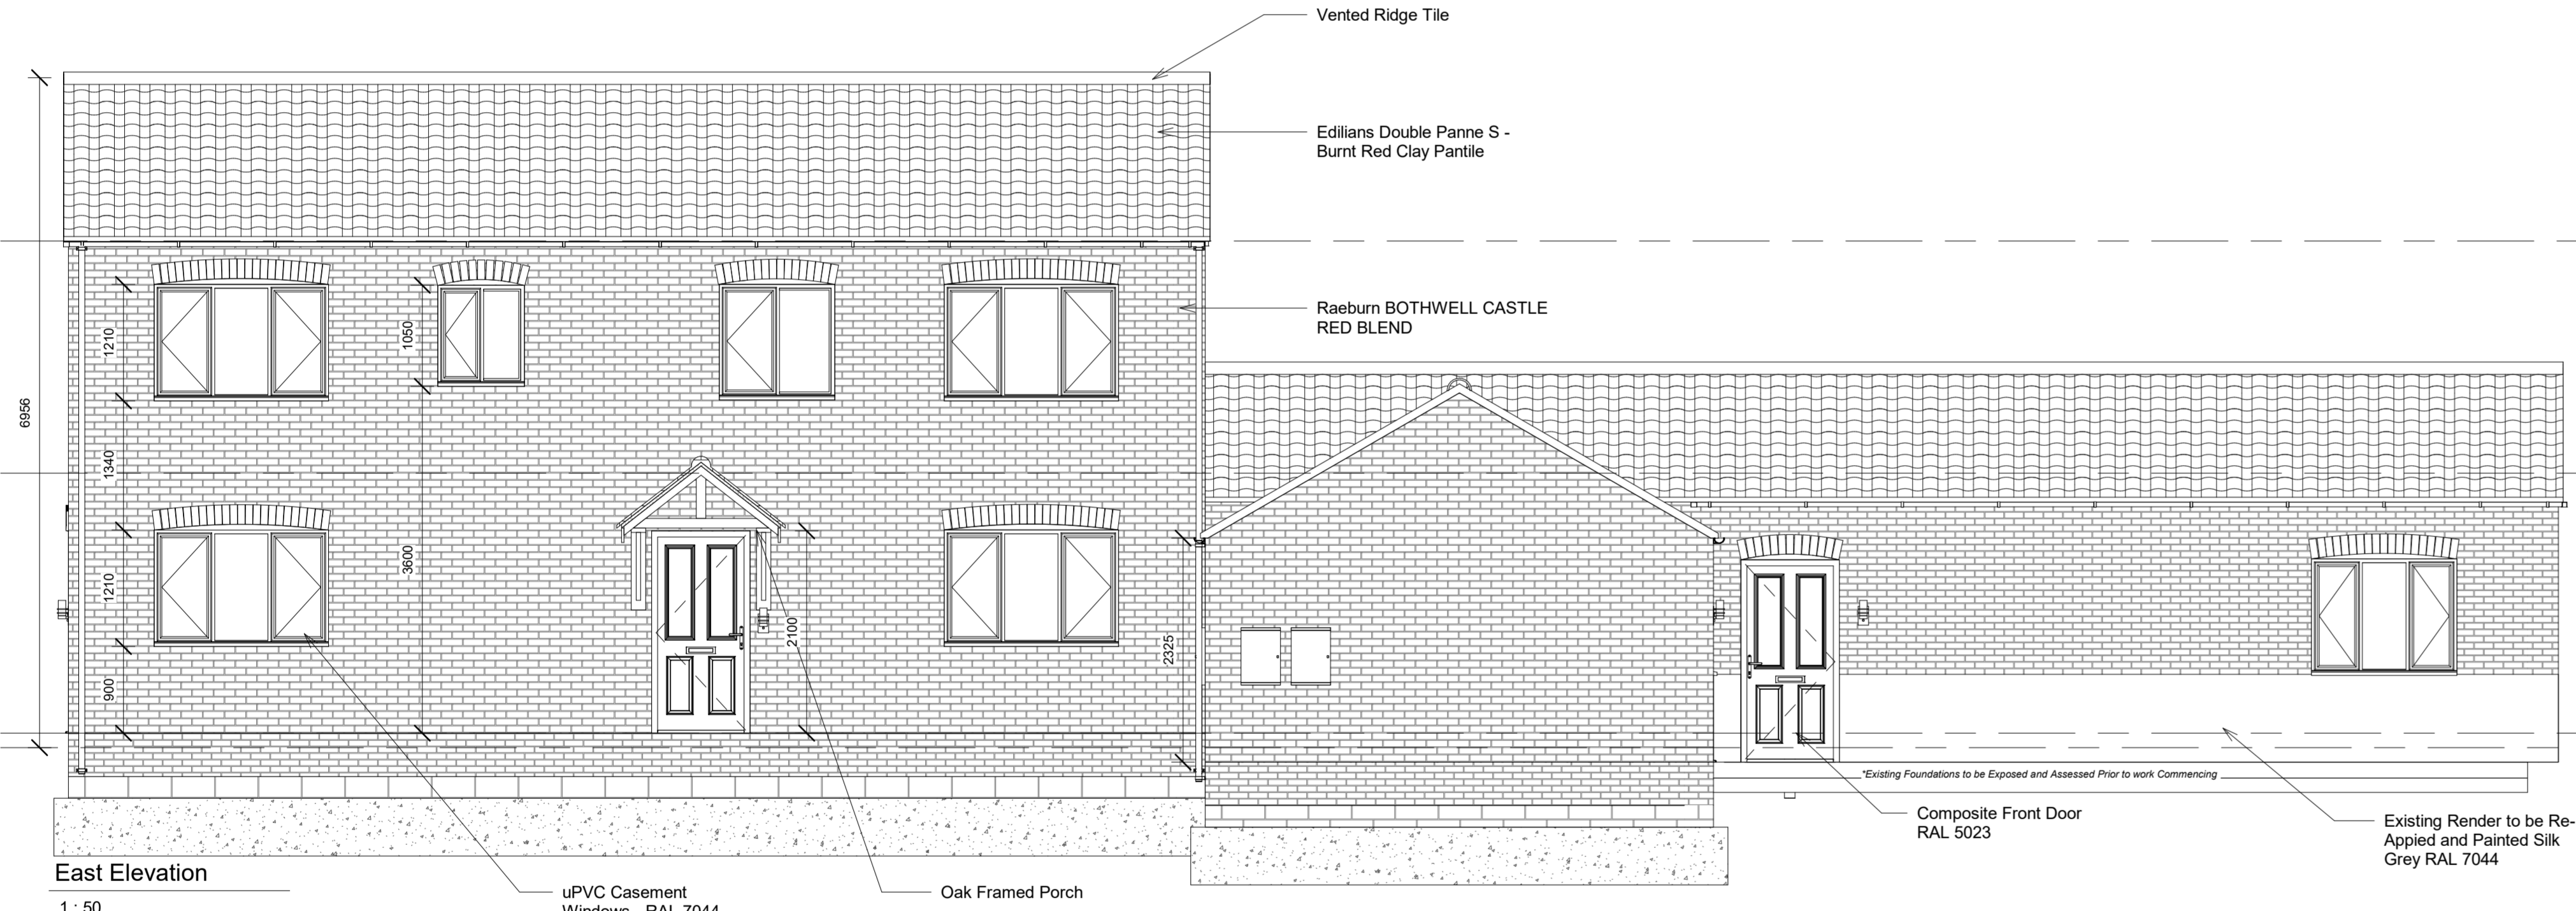 Vented Ridge Tile
Edilians Double Panne S -
Burnt Red Clay Pantile
Raeburn BOTHWELL CASTLE
RED BLEND
6956
1210
1340
1210
900
1050
3600
2100
2325
*Existing Foundations to be Exposed and Assessed Prior to work Commencing
Composite Front Door
RAL 5023
Existing Render to be Re-
Appied and Painted Silk
Grey RAL 7044
East Elevation
1 : 50
uPVC Casement
Windows - RAL 7044
Oak Framed Porch